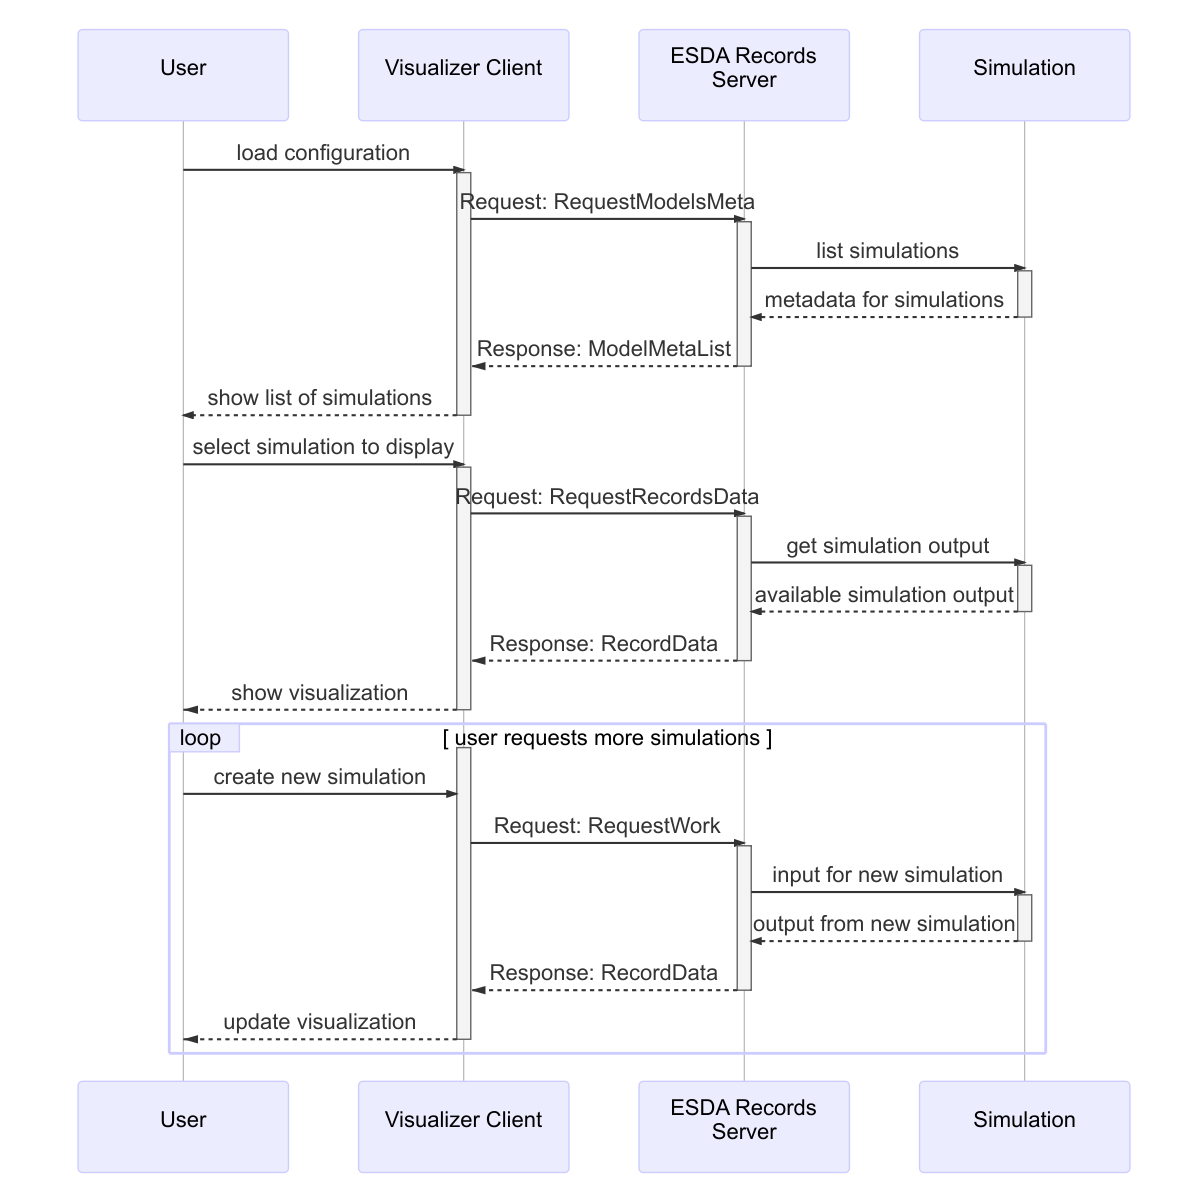 User
Visualizer Client
ESDA Records
Server
Simulation
load configuration
Request: RequestModelsMeta
list simulations
metadata for simulations
Response: ModelMetaList
show list of simulations
select simulation to display
Request: RequestRecordsData
get simulation output
available simulation output
Response: RecordData
show visualization
loop
[ user requests more simulations ]
create new simulation
Request: RequestWork
input for new simulation
output from new simulation
Response: RecordData
update visualization
User
Visualizer Client
ESDA Records
Server
Simulation